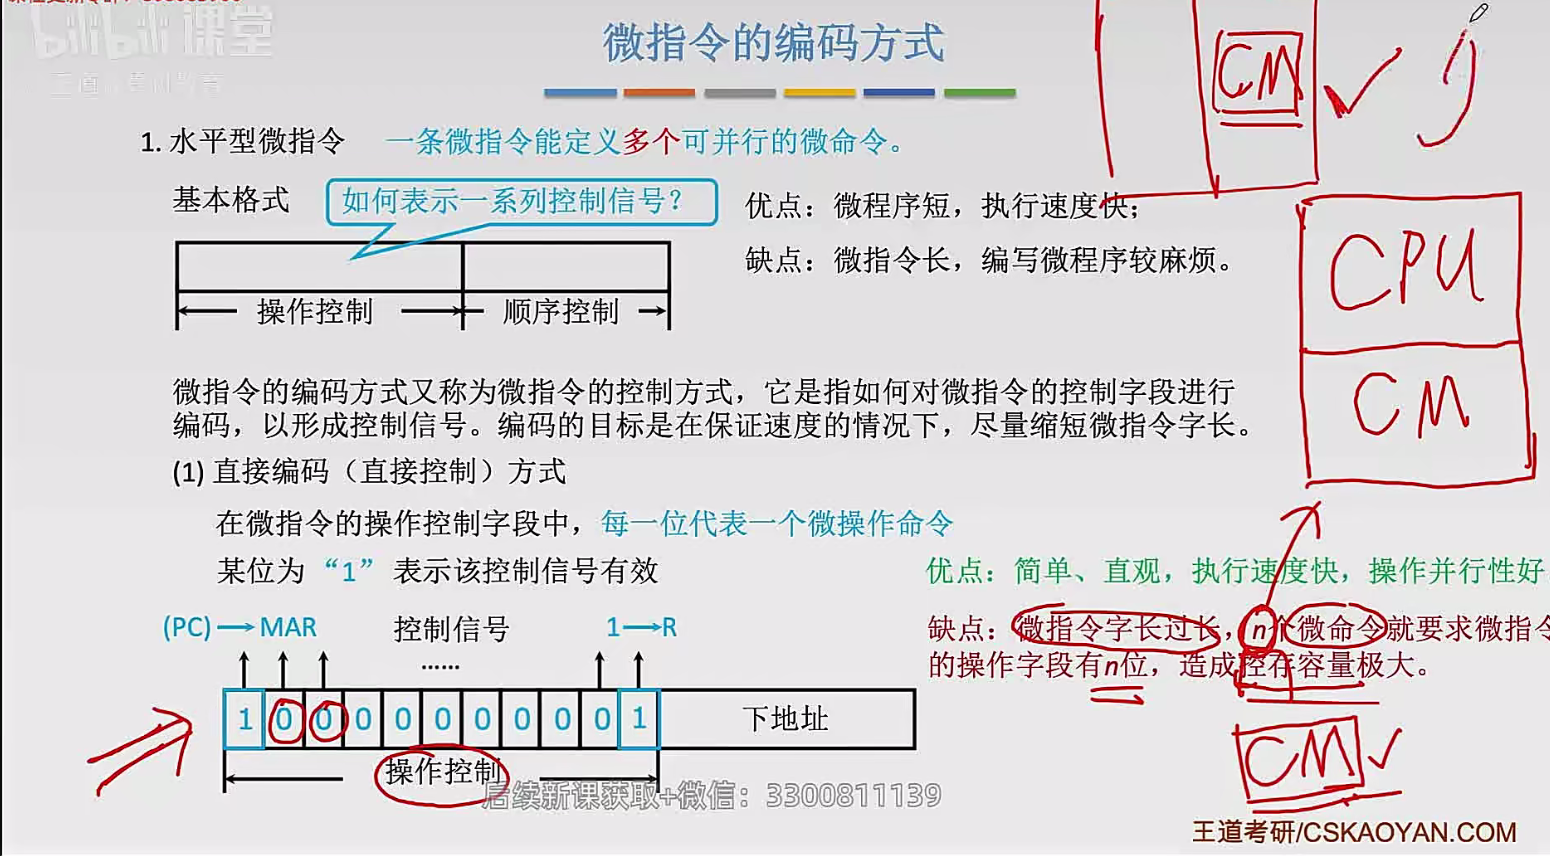 bilibili课堂
微指令的编码方式
1. 水平型微指令 一条微指令能定义多个可并行的微命令。
基本格式 如何表示一系列控制信号？ 优点：微程序短，执行速度快；
缺点：微指令长，编写微程序较麻烦。
操作控制 顺序控制
微指令的编码方式又称为微指令的控制方式，它是指如何对微指令的控制字段进行
编码，以形成控制信号。编码的目标是在保证速度的情况下，尽量缩短微指令字长。
(1) 直接编码（直接控制）方式
在微指令的操作控制字段中，每一位代表一个微操作命令
某位为“1”表示该控制信号有效
优点：简单、直观，执行速度快，操作并行性好
缺点：微指令字长过长，n个微命令就要求微指令
的操作字段有n位，造成控存容量极大。
(PC)→MAR 控制信号 1→R
……
1 0 0 0 0 0 0 0 0 0 1 下地址
操作控制
后续新课获取+微信：3300811139
王道考研/CSKAOYAN.COM
CM
CPU
CM
CM